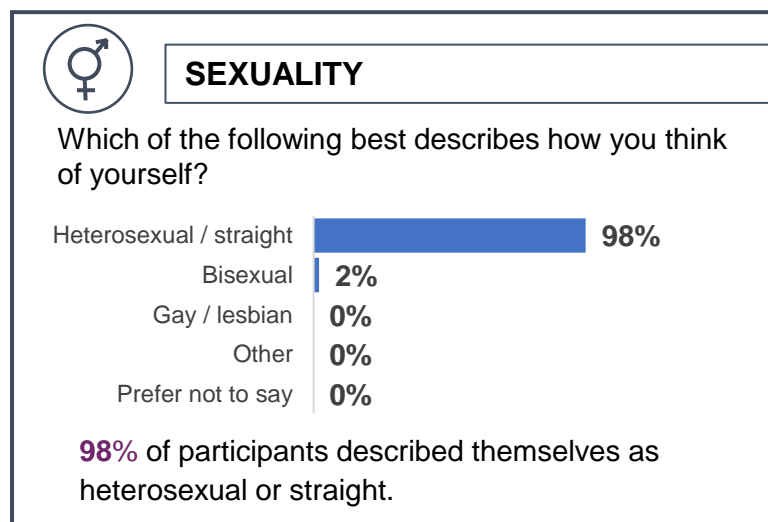 SEXUALITY
Which of the following best describes how you think
of yourself?
Heterosexual / straight 98%
Bisexual 2%
Gay / lesbian 0%
Other 0%
Prefer not to say 0%
98% of participants described themselves as
heterosexual or straight.